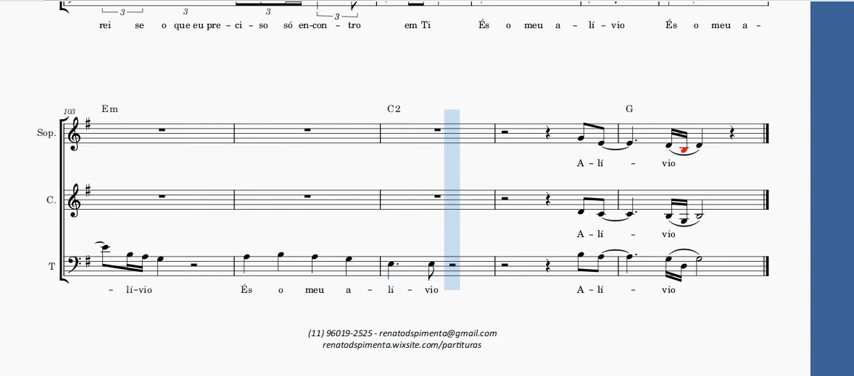 3 3 3 3
rei se o que eu pre - ci - so só en-con - tro em Ti És o meu a - lí - vio És o meu a -
103 Em C2 G
Sop.
A - lí - vio
C.
A - lí - vio
T
- lí-vio És o meu a - lí - vio A - lí - vio
(11) 96019-2525 - renatodspimenta@gmail.com
renatodspimenta.wixsite.com/partituras